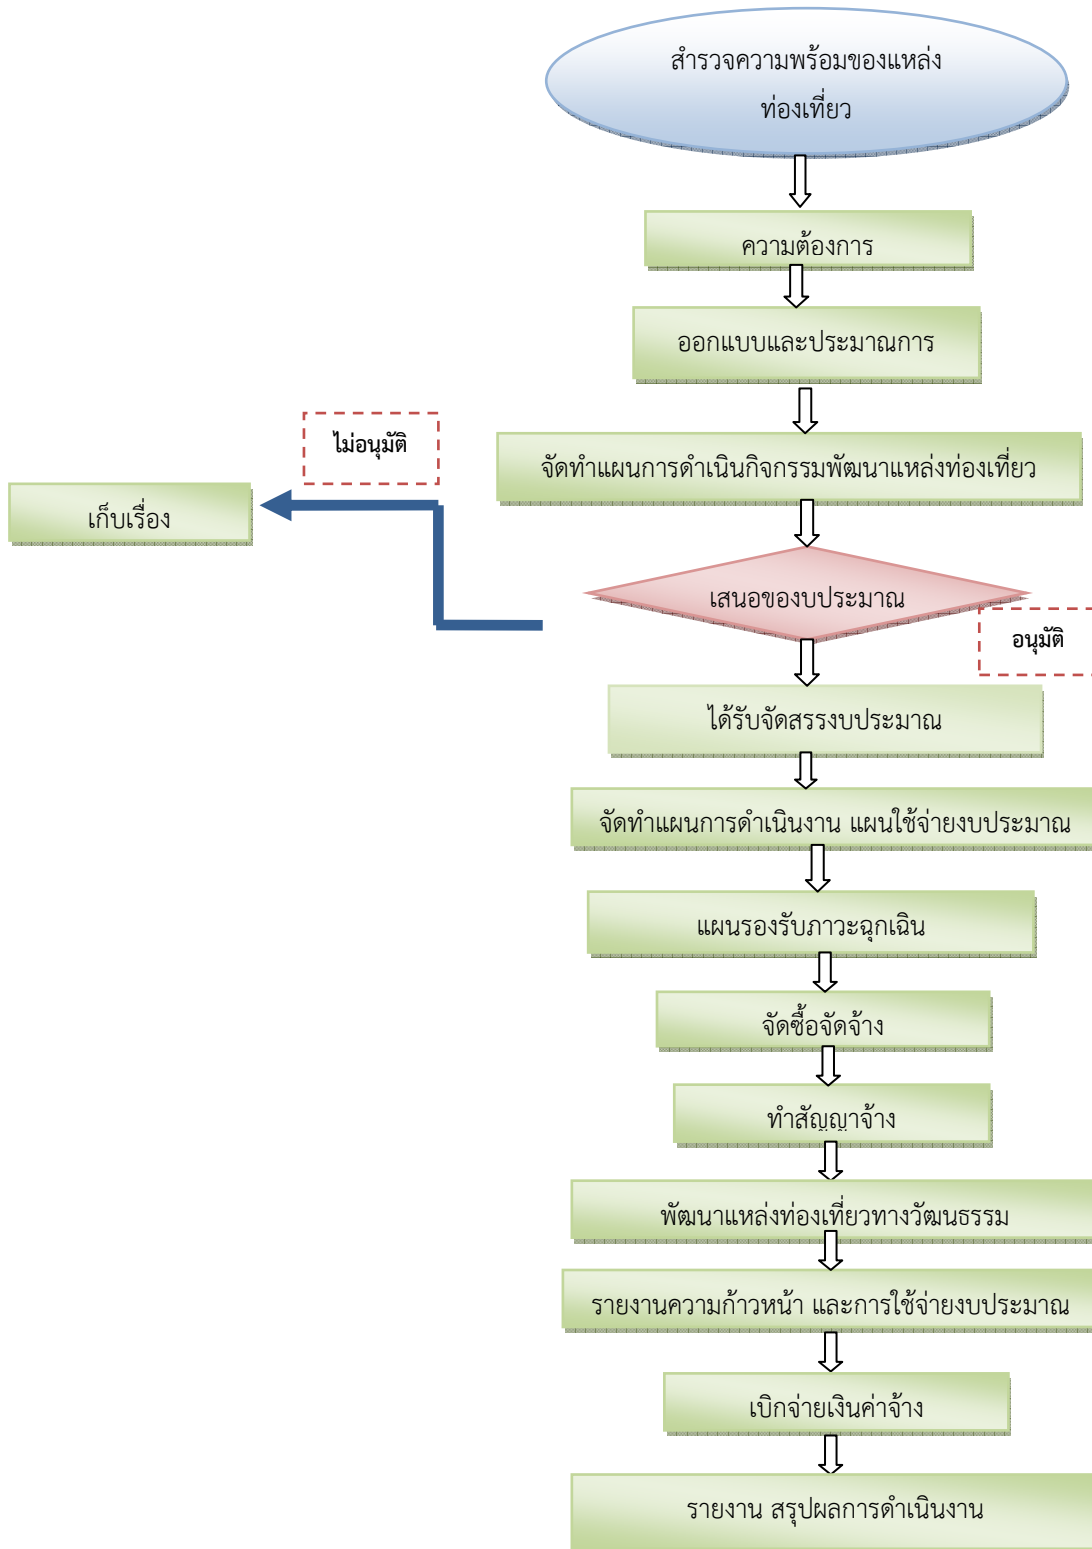 สำรวจความพร้อมของแหล่ง
ท่องเที่ยว
ความต้องการ
ออกแบบและประมาณการ
ไม่อนุมัติ
จัดทำแผนการดำเนินกิจกรรมพัฒนาแหล่งท่องเที่ยว
เก็บเรื่อง
เสนอของบประมาณ
อนุมัติ
ได้รับจัดสรรงบประมาณ
จัดทำแผนการดำเนินงาน แผนใช้จ่ายงบประมาณ
แผนรองรับภาวะฉุกเฉิน
จัดซื้อจัดจ้าง
ทำสัญญาจ้าง
พัฒนาแหล่งท่องเที่ยวทางวัฒนธรรม
รายงานความก้าวหน้า และการใช้จ่ายงบประมาณ
เบิกจ่ายเงินค่าจ้าง
รายงาน สรุปผลการดำเนินงาน